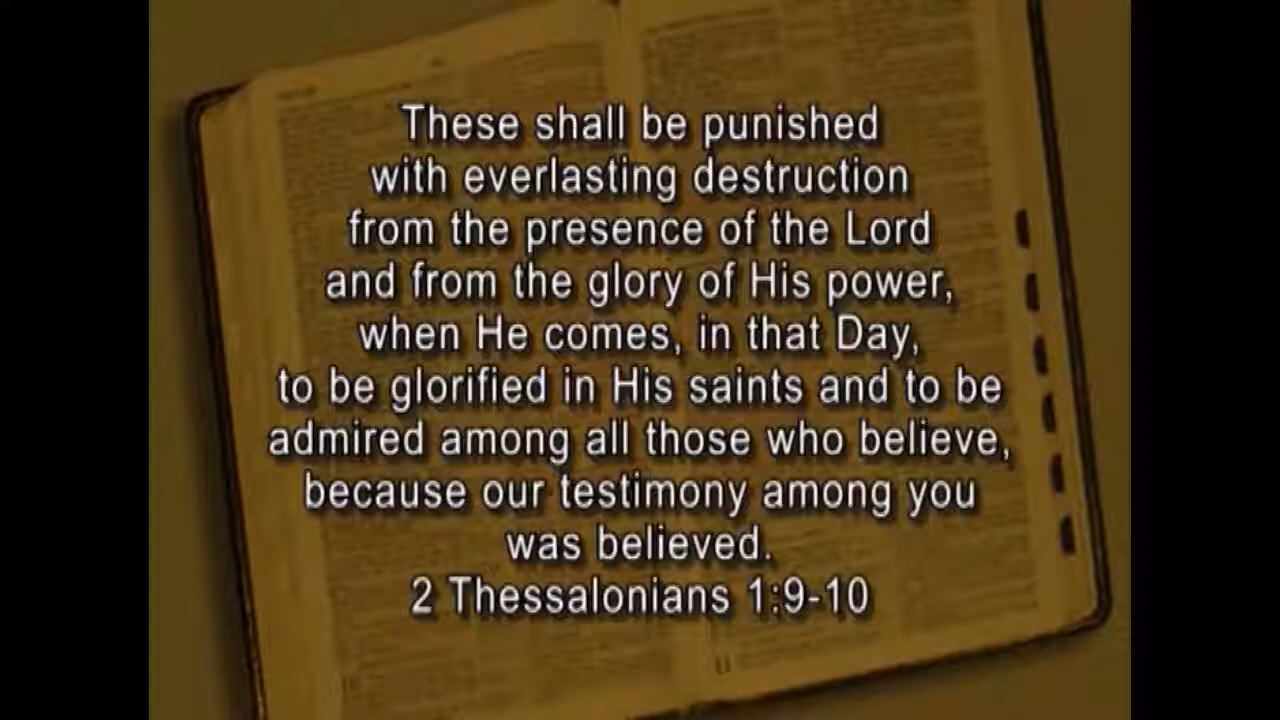 These shall be punished
with everlasting destruction
from the presence of the Lord
and from the glory of His power,
when He comes, in that Day,
to be glorified in His saints and to be
admired among all those who believe,
because our testimony among you
was believed.
2 Thessalonians 1:9-10